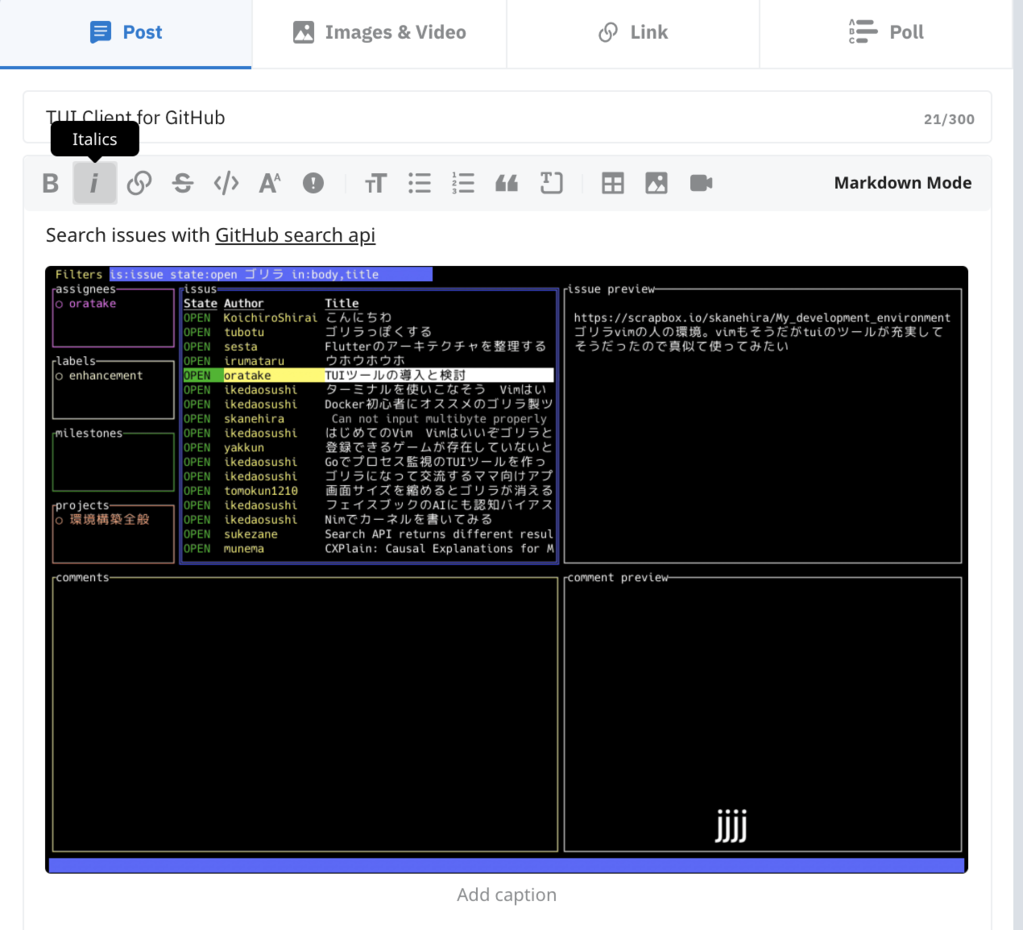 Post
Images & Video
Link
A
B
C
Poll
TUI Client for GitHub
21/300
Italics
B i S </> AA ! TT 1 2 3 T
Markdown Mode
Search issues with GitHub search api
Filters is:issue state:open ゴリラ in:body,title
assignees
oratake
labels
enhancement
milestones
projects
環境構築全般
issus
State Author Title
OPEN KoichiroShirai こんにちわ
OPEN tubotu ゴリラっぽくする
OPEN sesta Flutterのアーキテクチャを整理する
OPEN irumataru ウホウホウホ
OPEN oratake TUIツールの導入と検討
OPEN ikedaosushi ターミナルを使いこなそう Vimはい
OPEN ikedaosushi Docker初心者にオススメのゴリラ製ツ
OPEN skanehira Can not input multibyte properly
OPEN ikedaosushi はじめてのVim Vimはいいぞゴリラと
OPEN yakkun 登録できるゲームが存在していないと
OPEN ikedaosushi Goでプロセス監視のTUIツールを作っ
OPEN ikedaosushi ゴリラになって交流するママ向けアプ
OPEN tomokun1210 画面サイズを縮めるとゴリラが消える
OPEN ikedaosushi フェイスブックのAIにも認知バイアス
OPEN ikedaosushi Nimでカーネルを書いてみる
OPEN sukezane Search API returns different resul
OPEN munema CXPlain: Causal Explanations for M
issue preview
https://scrapbox.io/skanehira/My_development_environment
ゴリラvimの人の環境。vimもそうだがtuiのツールが充実して
そうだったので真似て使ってみたい
comments
comment preview
jjjj
Add caption